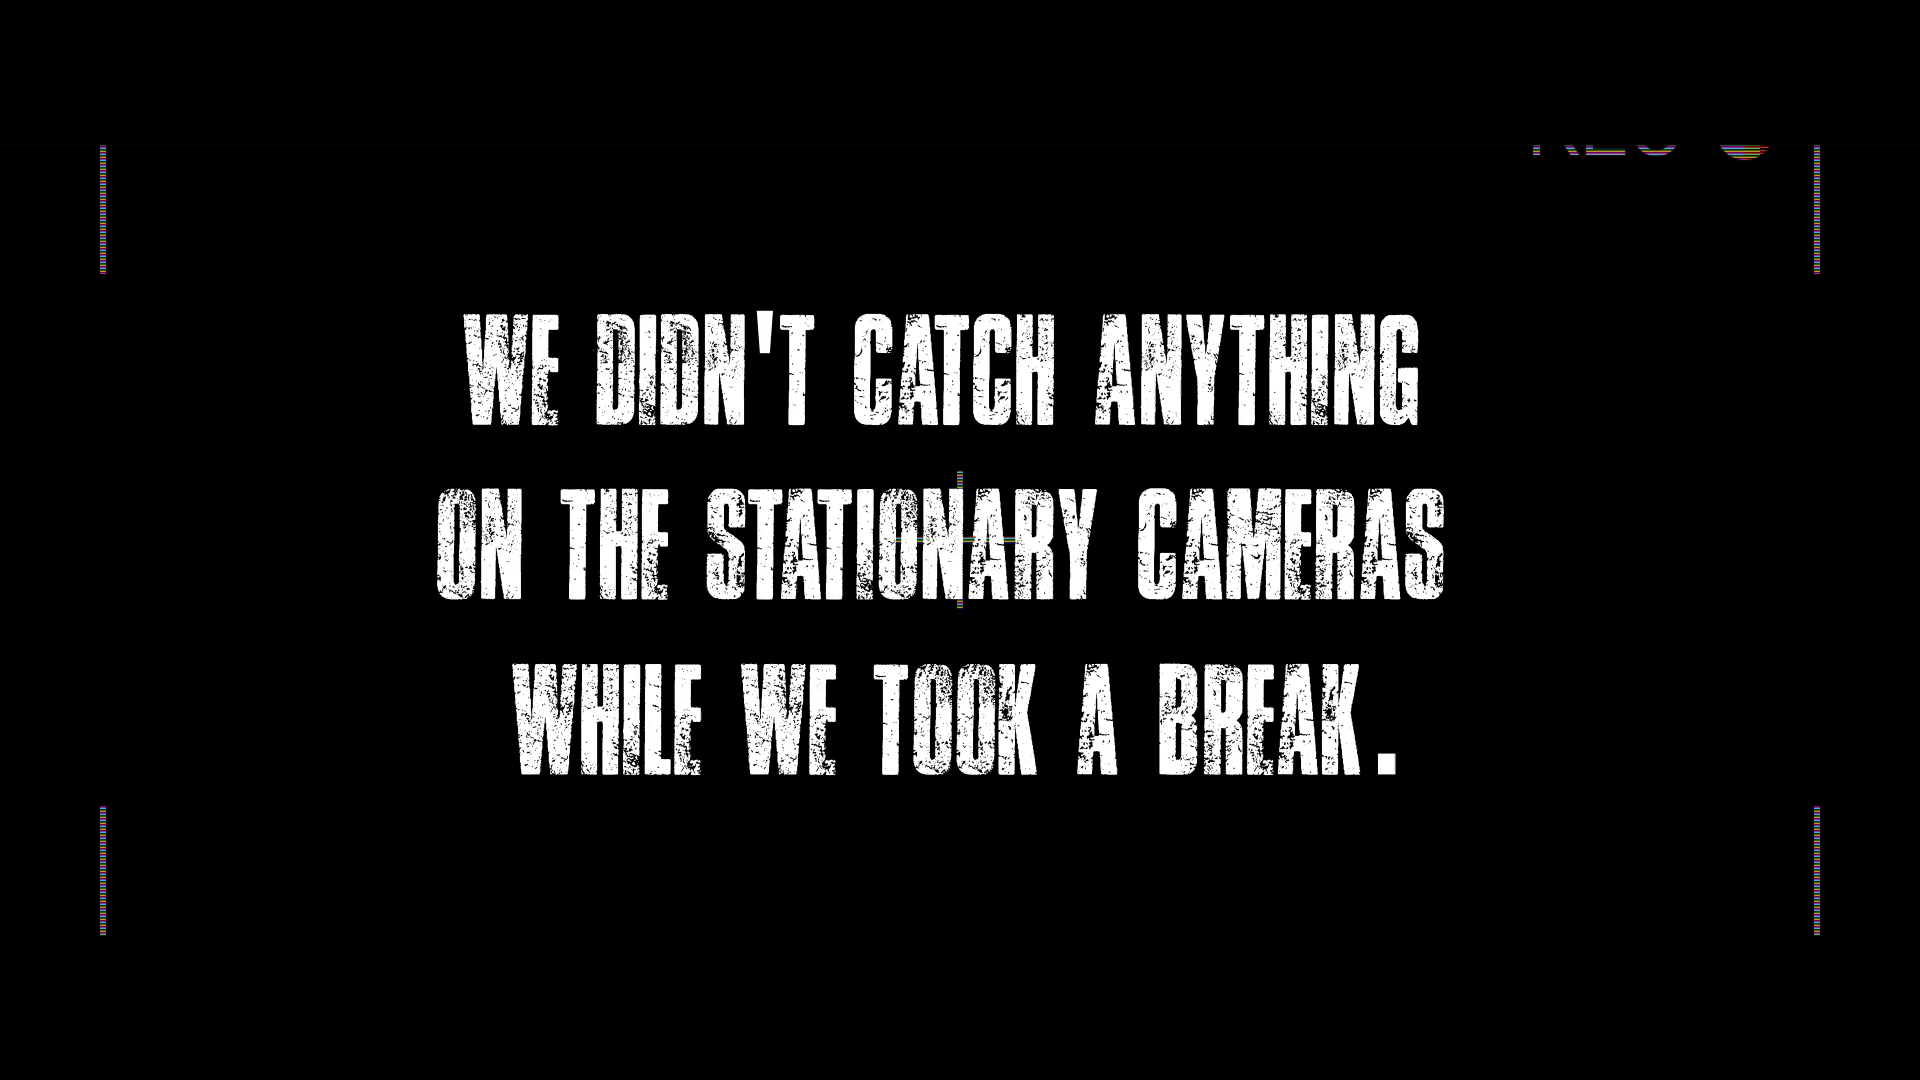 WE DIDN'T CATCH ANYTHING
ON THE STATIONARY CAMERAS
WHILE WE TOOK A BREAK.